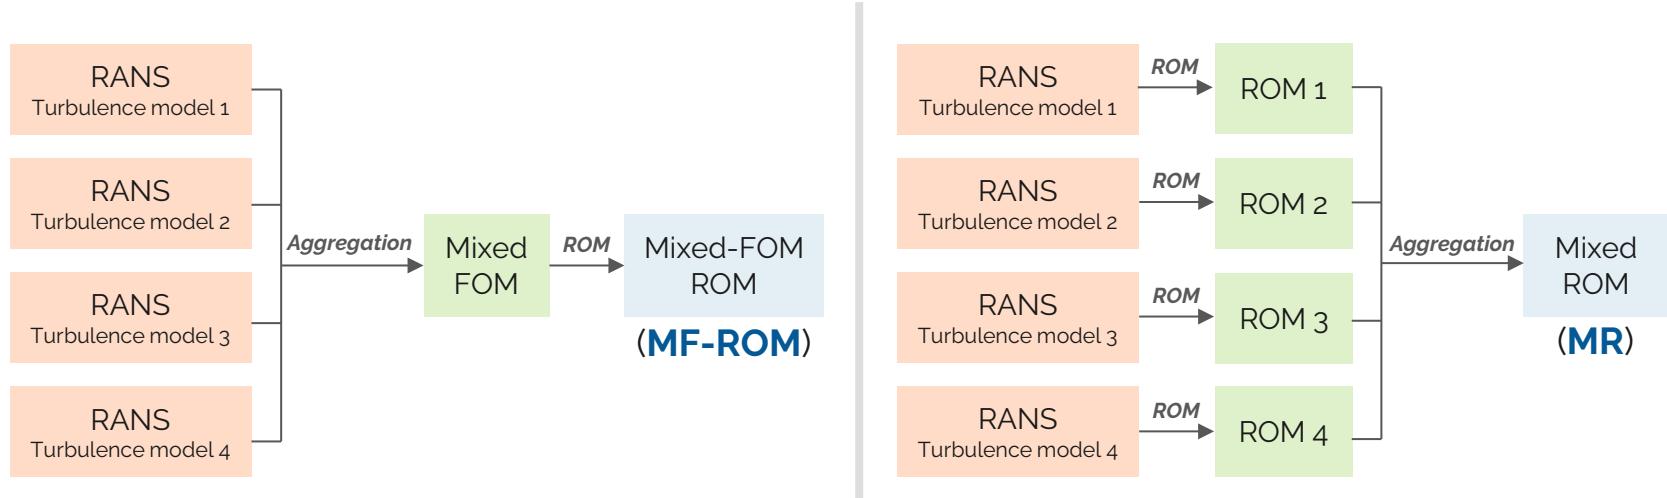 RANS
Turbulence model 1
RANS
Turbulence model 2
RANS
Turbulence model 3
RANS
Turbulence model 4
Aggregation
Mixed
FOM
ROM
Mixed-FOM
ROM
(MF-ROM)
RANS
Turbulence model 1
ROM
ROM 1
RANS
Turbulence model 2
ROM
ROM 2
RANS
Turbulence model 3
ROM
ROM 3
RANS
Turbulence model 4
ROM
ROM 4
Aggregation
Mixed
ROM
(MR)